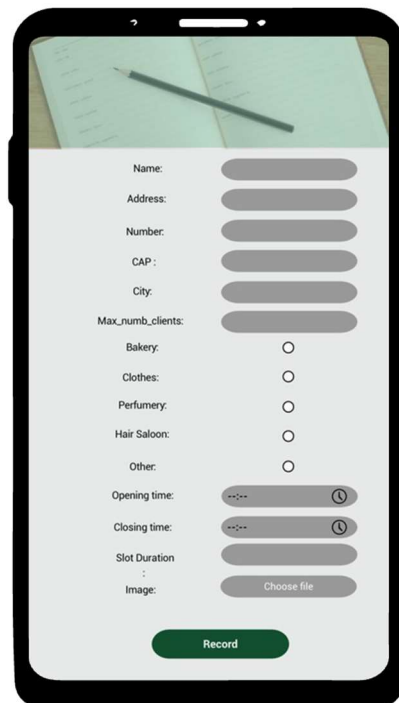 Name:
Address:
Number:
CAP :
City:
Max_numb_clients:
Bakery:
Clothes:
Perfumery:
Hair Saloon:
Other:
Opening time: --:--
Closing time: --:--
Slot Duration
:
Image: Choose file
Record